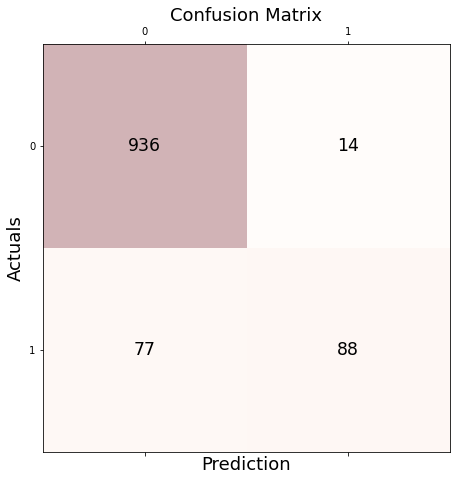 Confusion Matrix
0 1
0 936 14
Actuals
1 77 88
Prediction